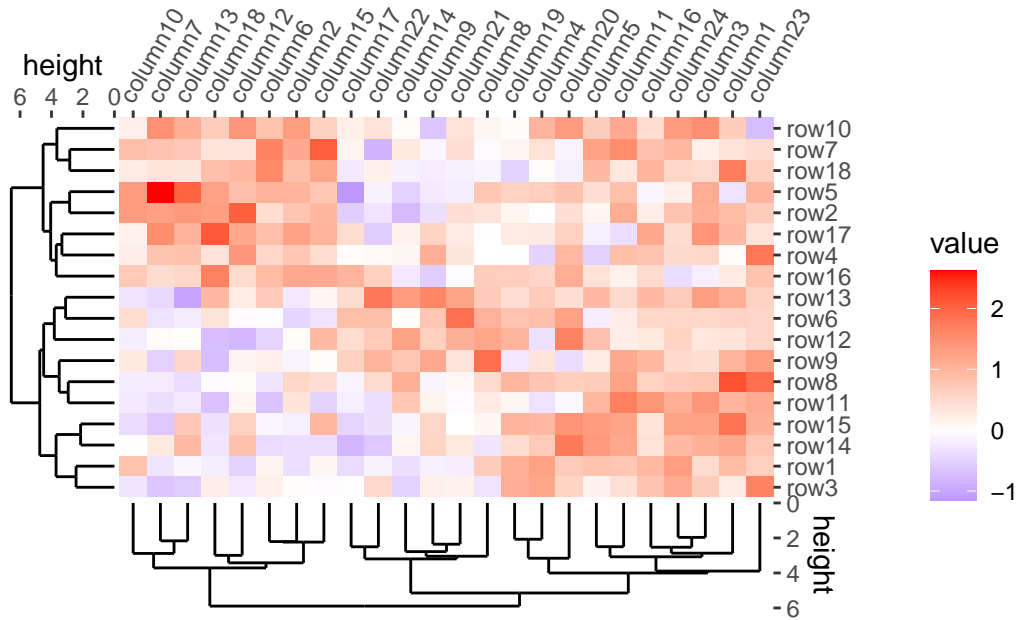 column10
column7
column13
column18
column12
column6
column2
column15
column17
column22
column14
column9
column21
column8
column19
column4
column20
column5
column11
column16
column24
column3
column1
column23
height
6 4 2 0
row10
row7
row18
row5
row2
row17
row4
row16
row13
row6
row12
row9
row8
row11
row15
row14
row1
row3
value
2
1
0
−1
0
2
4
6
height